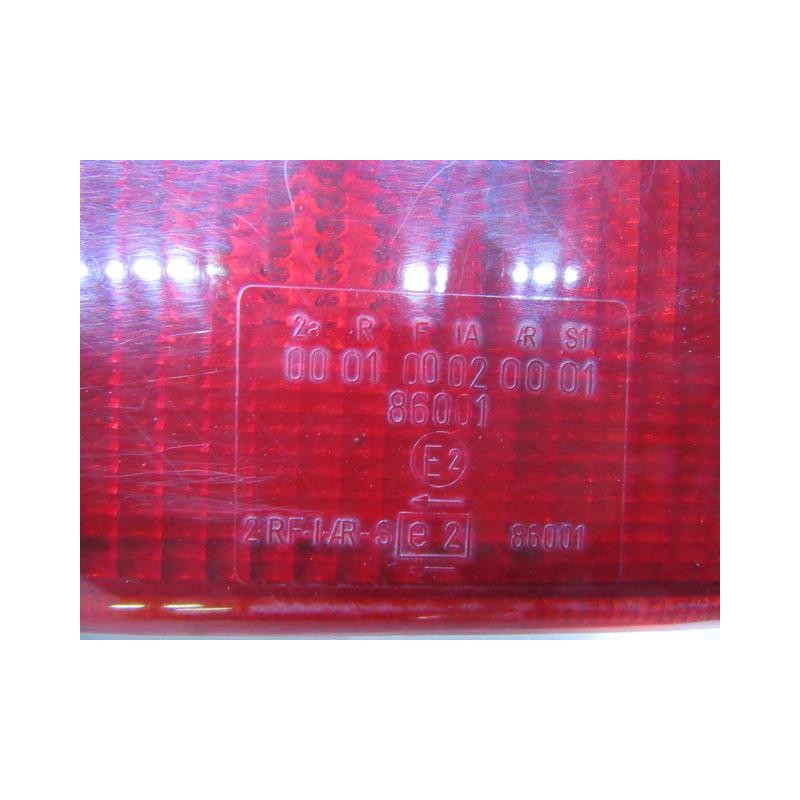 2a R F IA AR S1
00 01 00 02 00 01
86001
E2
2RF-I-AR-S e 2 86001